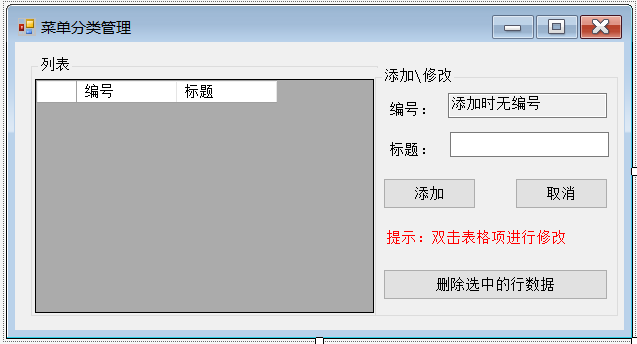 菜单分类管理
列表
编号 标题
添加\修改
编号： 添加时无编号
标题：
添加 取消
提示：双击表格项进行修改
删除选中的行数据